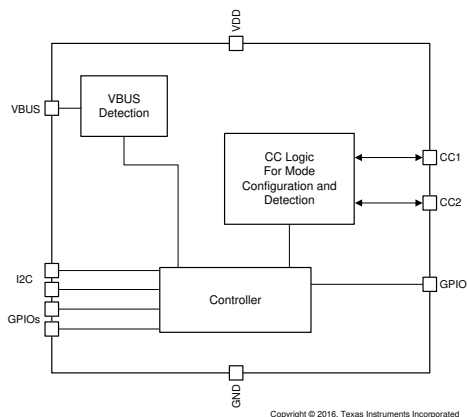 VDD
VBUS
VBUS
Detection
CC Logic
For Mode
Configuration and
Detection
CC1
CC2
I2C
GPIOs
Controller
GPIO
GND
Copyright © 2016, Texas Instruments Incorporated